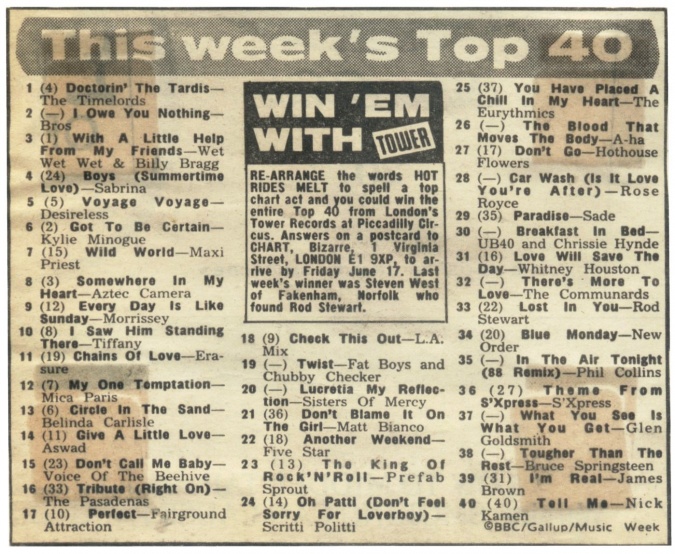 This week's Top 40
1 (4) Doctorin' The Tardis—
The Timelords
2 (—) I Owe You Nothing—
Bros
3 (1) With A Little Help
From My Friends—Wet
Wet Wet & Billy Bragg
4 (24) Boys (Summertime
Love)—Sabrina
5 (5) Voyage Voyage—
Desireless
6 (2) Got To Be Certain—
Kylie Minogue
7 (15) Wild World—Maxi
Priest
8 (3) Somewhere In My
Heart—Aztec Camera
9 (12) Every Day Is Like
Sunday—Morrissey
10 (8) I Saw Him Standing
There—Tiffany
11 (19) Chains Of Love—Era-
sure
12 (7) My One Temptation—
Mica Paris
13 (6) Circle In The Sand—
Belinda Carlisle
14 (11) Give A Little Love—
Aswad
15 (23) Don't Call Me Baby—
Voice Of The Beehive
16 (33) Tribute (Right On)—
The Pasadenas
17 (10) Perfect—Fairground
Attraction
WIN 'EM
WITH TOWER
RE-ARRANGE the words HOT
RIDES MELT to spell a top
chart act and you could win the
entire Top 40 from London's
Tower Records at Piccadilly Cir-
cus. Answers on a postcard to
CHART, Bizarre, 1 Virginia
Street, LONDON E1 9XP, to ar-
rive by Friday June 17. Last
week's winner was Steven West
of Fakenham, Norfolk who
found Rod Stewart.
18 (9) Check This Out—L.A.
Mix
19 (—) Twist—Fat Boys and
Chubby Checker
20 (—) Lucretia My Reflec-
tion—Sisters Of Mercy
21 (36) Don't Blame It On
The Girl—Matt Bianco
22 (18) Another Weekend—
Five Star
23 (13) The King Of
Rock'N'Roll—Prefab
Sprout
24 (14) Oh Patti (Don't Feel
Sorry For Loverboy)—
Scritti Politti
25 (37) You Have Placed A
Chill In My Heart—The
Eurythmics
26 (—) The Blood That
Moves The Body—A-ha
27 (17) Don't Go—Hothouse
Flowers
28 (—) Car Wash (Is It Love
You're After)—Rose
Royce
29 (35) Paradise—Sade
30 (—) Breakfast In Bed—
UB40 and Chrissie Hynde
31 (16) Love Will Save The
Day—Whitney Houston
32 (—) There's More To
Love—The Communards
33 (22) Lost In You—Rod
Stewart
34 (20) Blue Monday—New
Order
35 (—) In The Air Tonight
(88 Remix)—Phil Collins
36 (27) Theme From
S'Xpress—S'Xpress
37 (—) What You See Is
What You Get—Glen
Goldsmith
38 (—) Tougher Than The
Rest—Bruce Springsteen
39 (31) I'm Real—James
Brown
40 (40) Tell Me—Nick
Kamen
©BBC/Gallup/Music Week